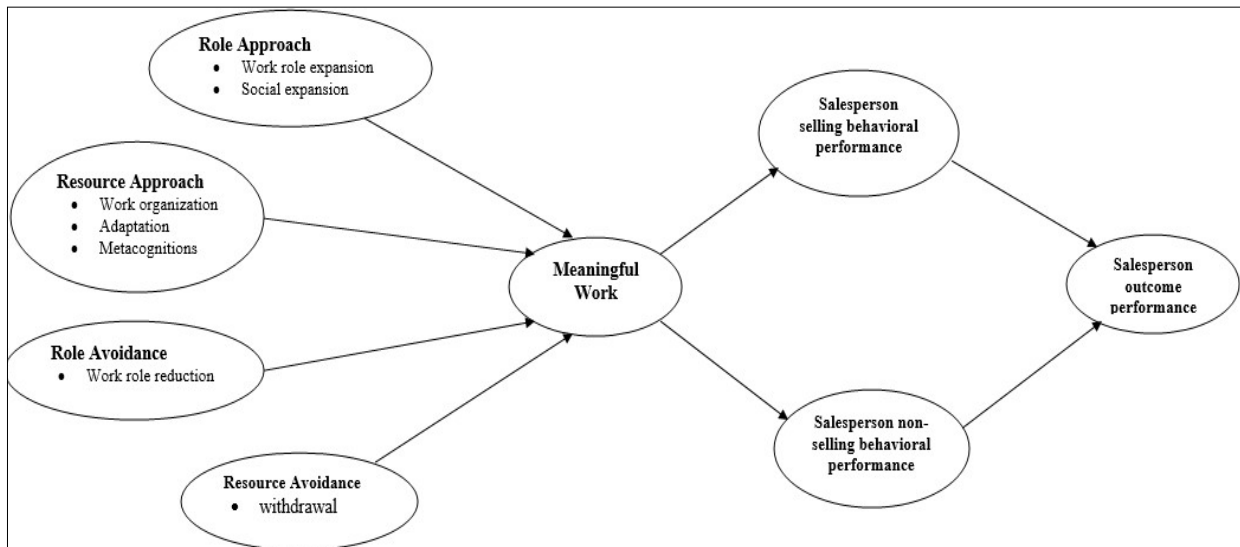 Role Approach
• Work role expansion
• Social expansion
Resource Approach
• Work organization
• Adaptation
• Metacognitions
Role Avoidance
• Work role reduction
Resource Avoidance
• withdrawal
Meaningful
Work
Salesperson
selling behavioral
performance
Salesperson non-
selling behavioral
performance
Salesperson
outcome
performance